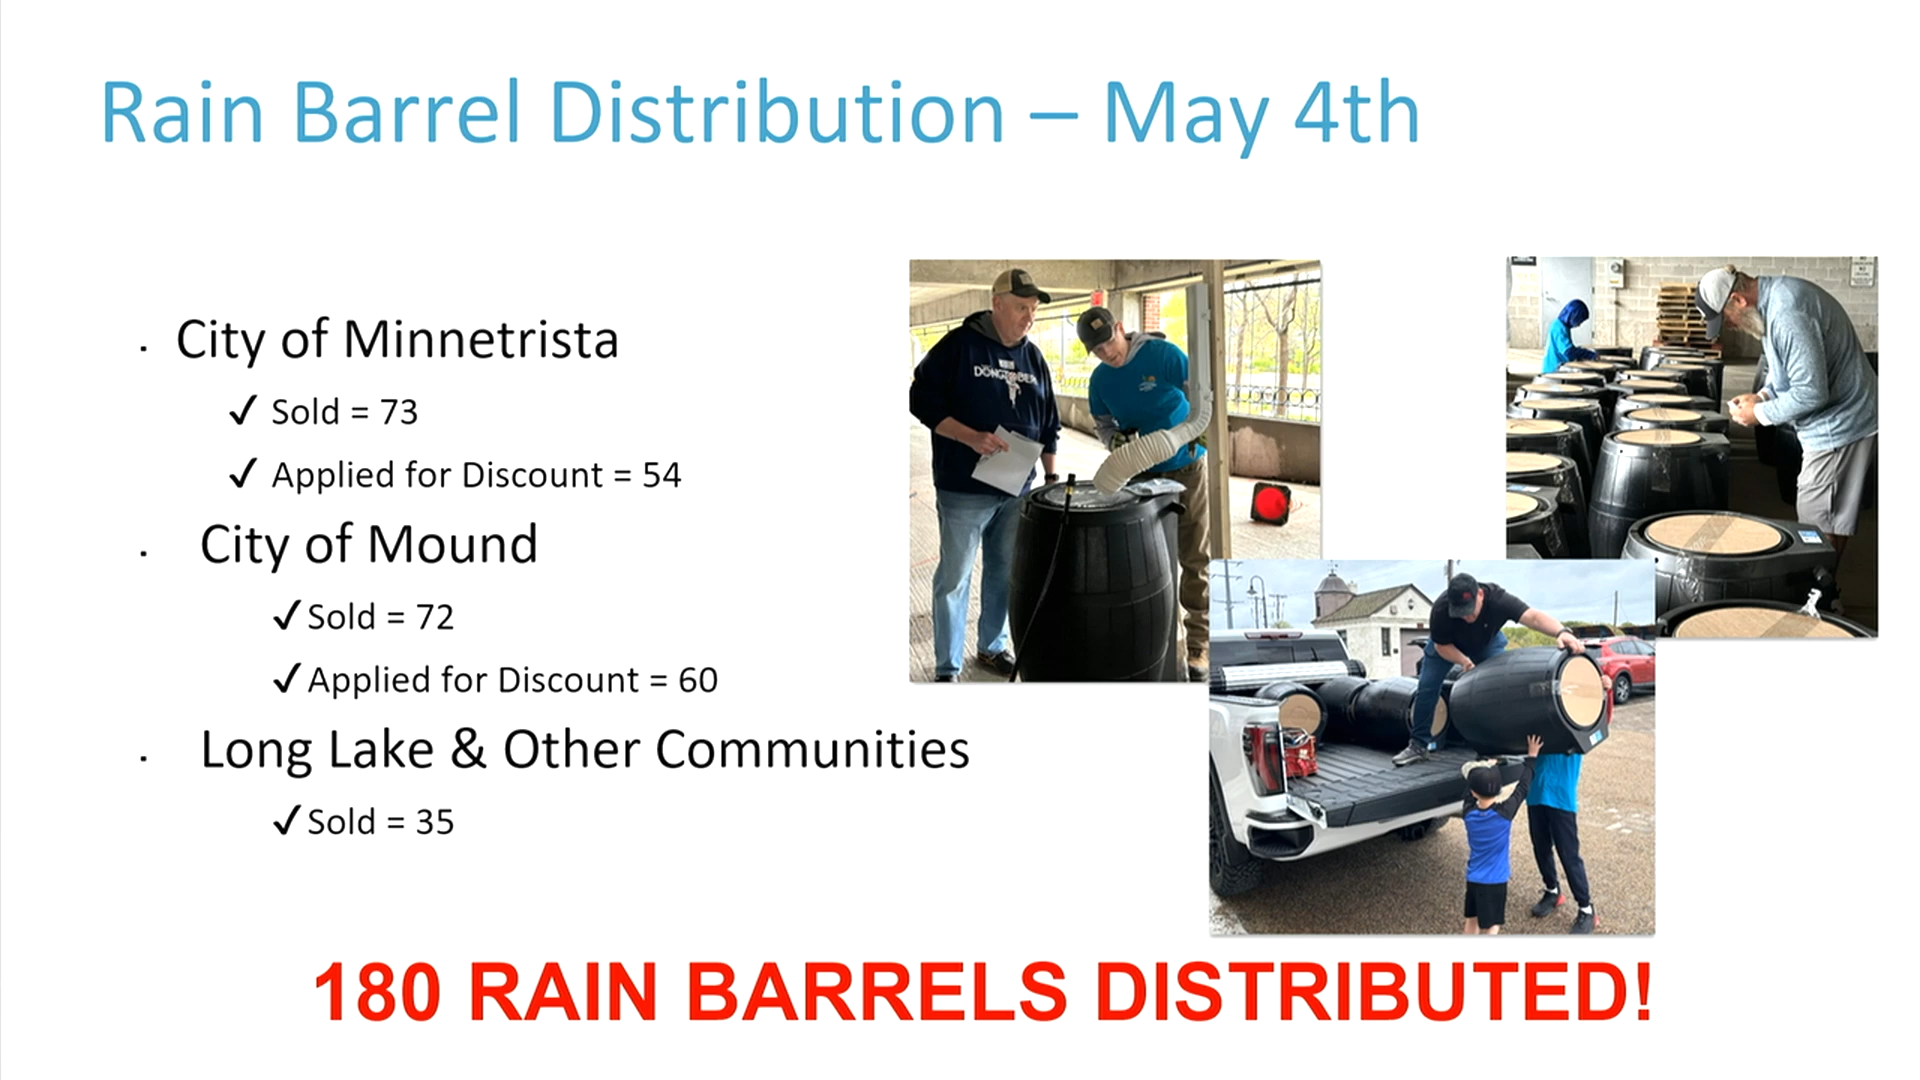 Rain Barrel Distribution – May 4th
· City of Minnetrista
✓ Sold = 73
✓ Applied for Discount = 54
· City of Mound
✓Sold = 72
✓Applied for Discount = 60
· Long Lake & Other Communities
✓Sold = 35
180 RAIN BARRELS DISTRIBUTED!